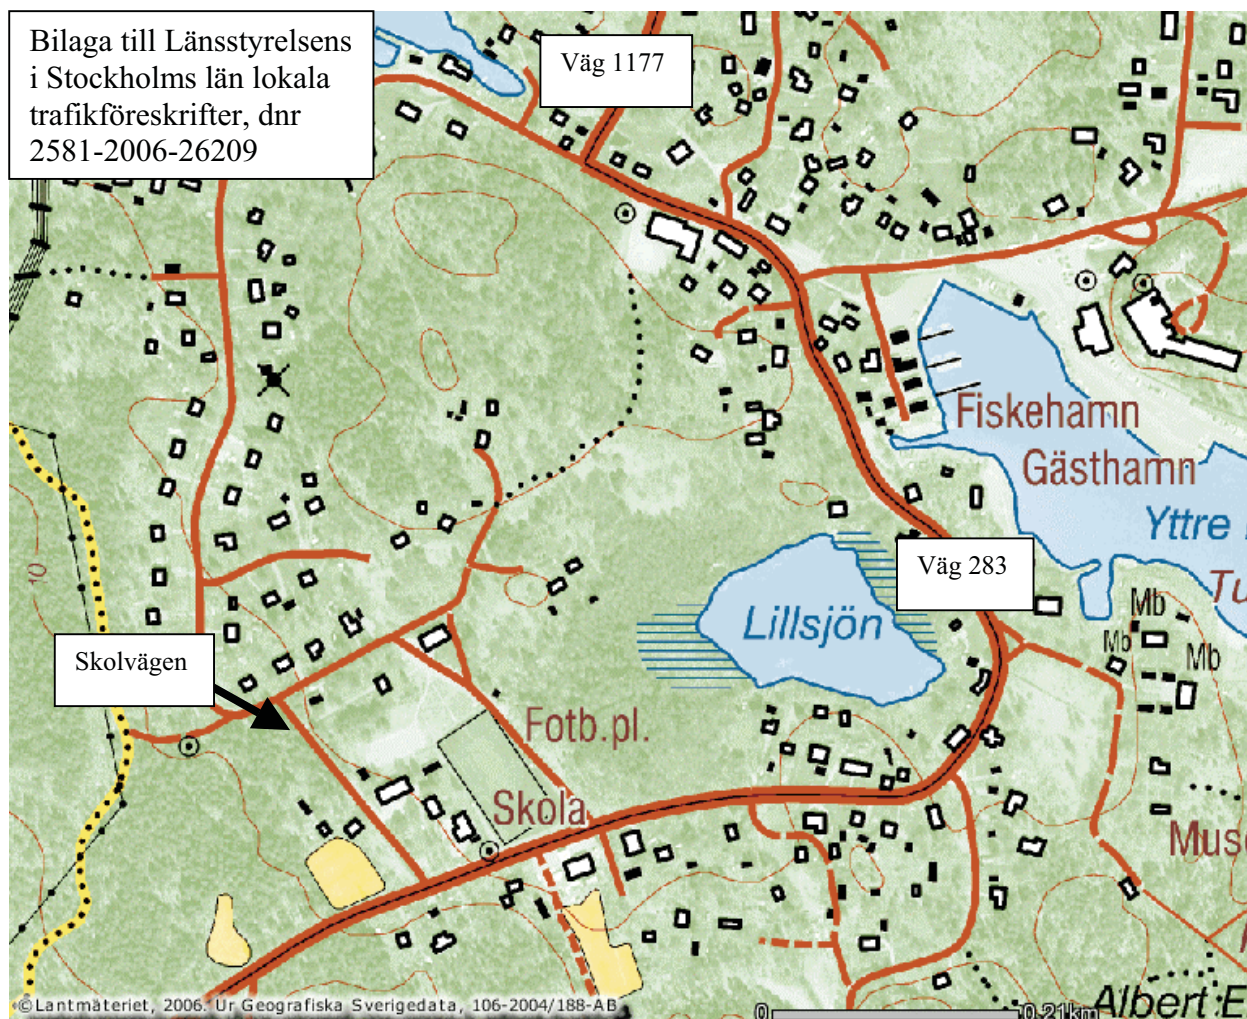 Bilaga till Länsstyrelsens
i Stockholms län lokala
trafikföreskrifter, dnr
2581-2006-26209
Väg 1177
Fiskehamn
Gästhamn
Yttre
10
Väg 283
Lillsjön
Mb
Mb
Mb
Skolvägen
Fotb.pl.
Skola
©Lantmäteriet, 2006. Ur Geografiska Sverigedata, 106-2004/188-AB
0
0.21km
Albert E